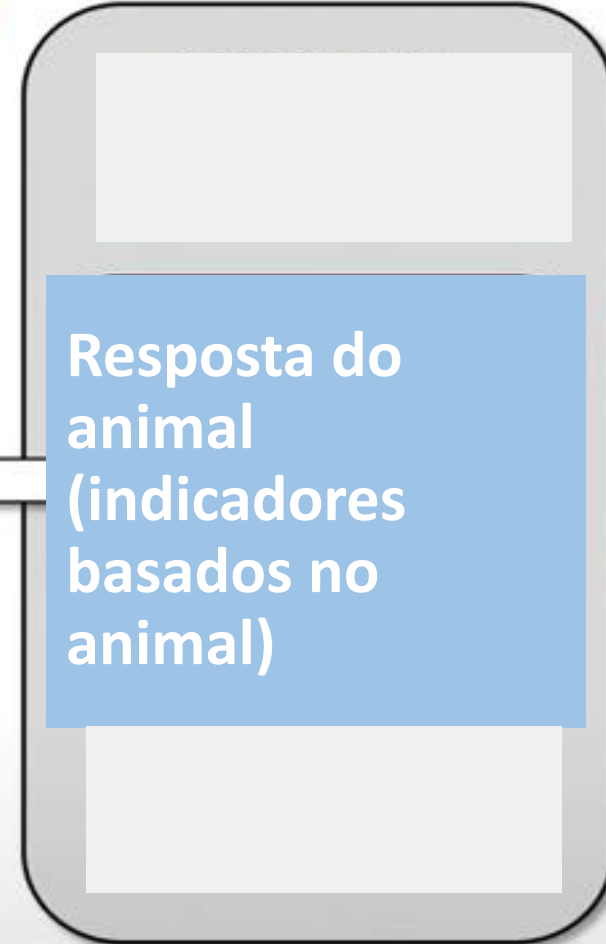 Resposta do
animal
(indicadores
basados no
animal)